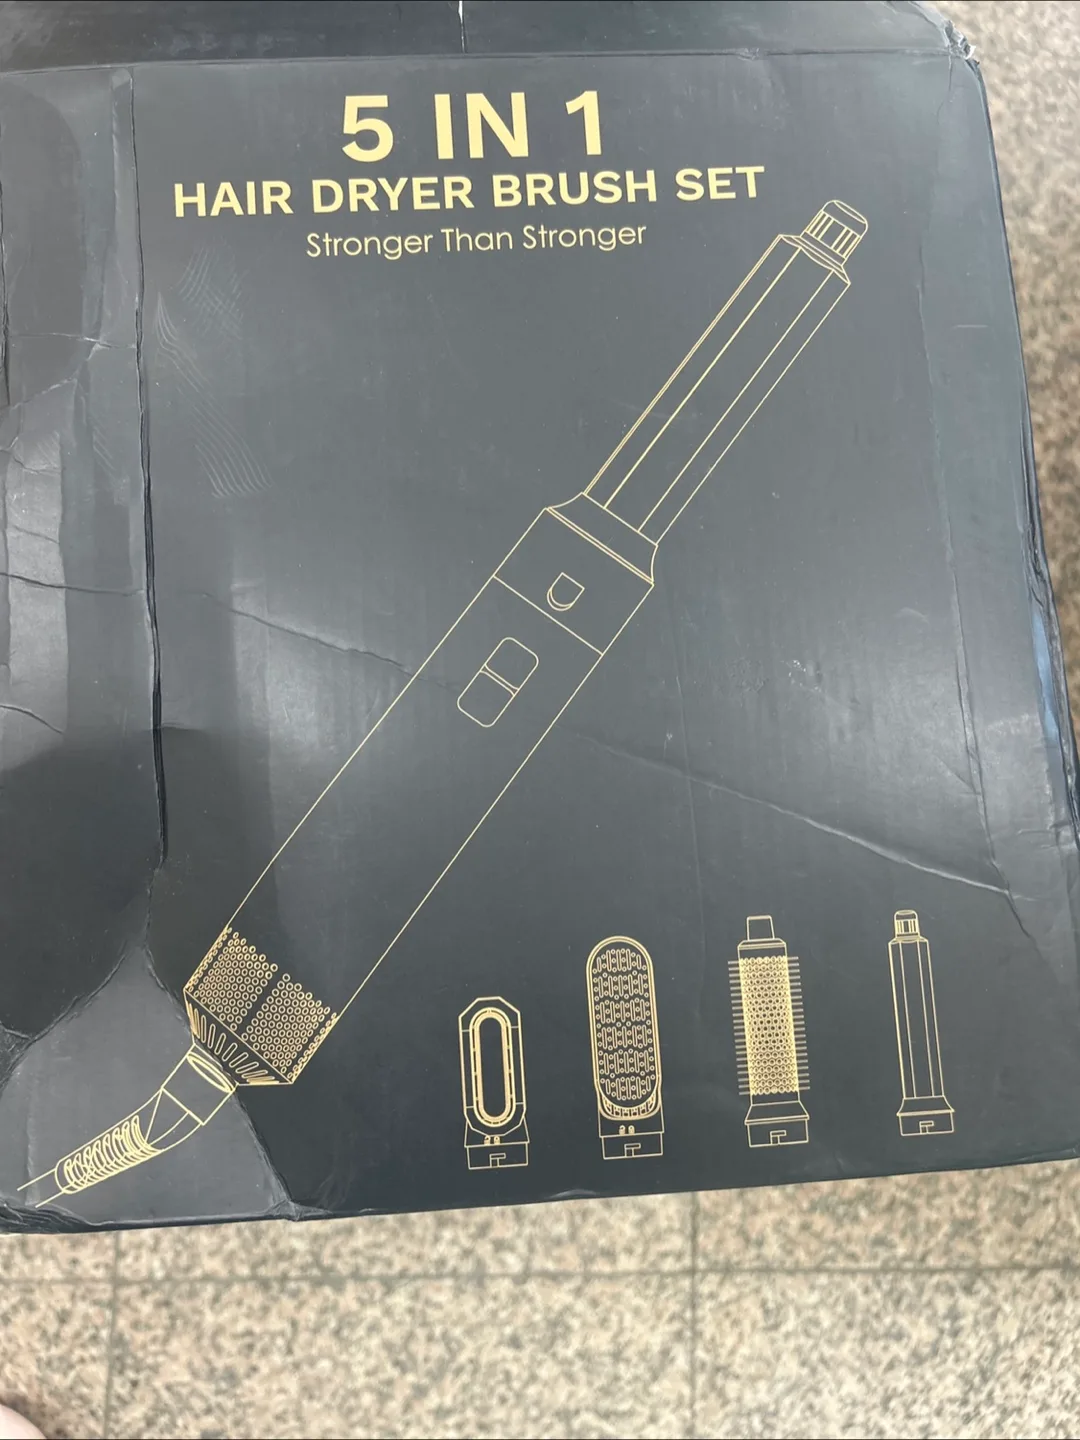 5 IN 1
HAIR DRYER BRUSH SET
Stronger Than Stronger